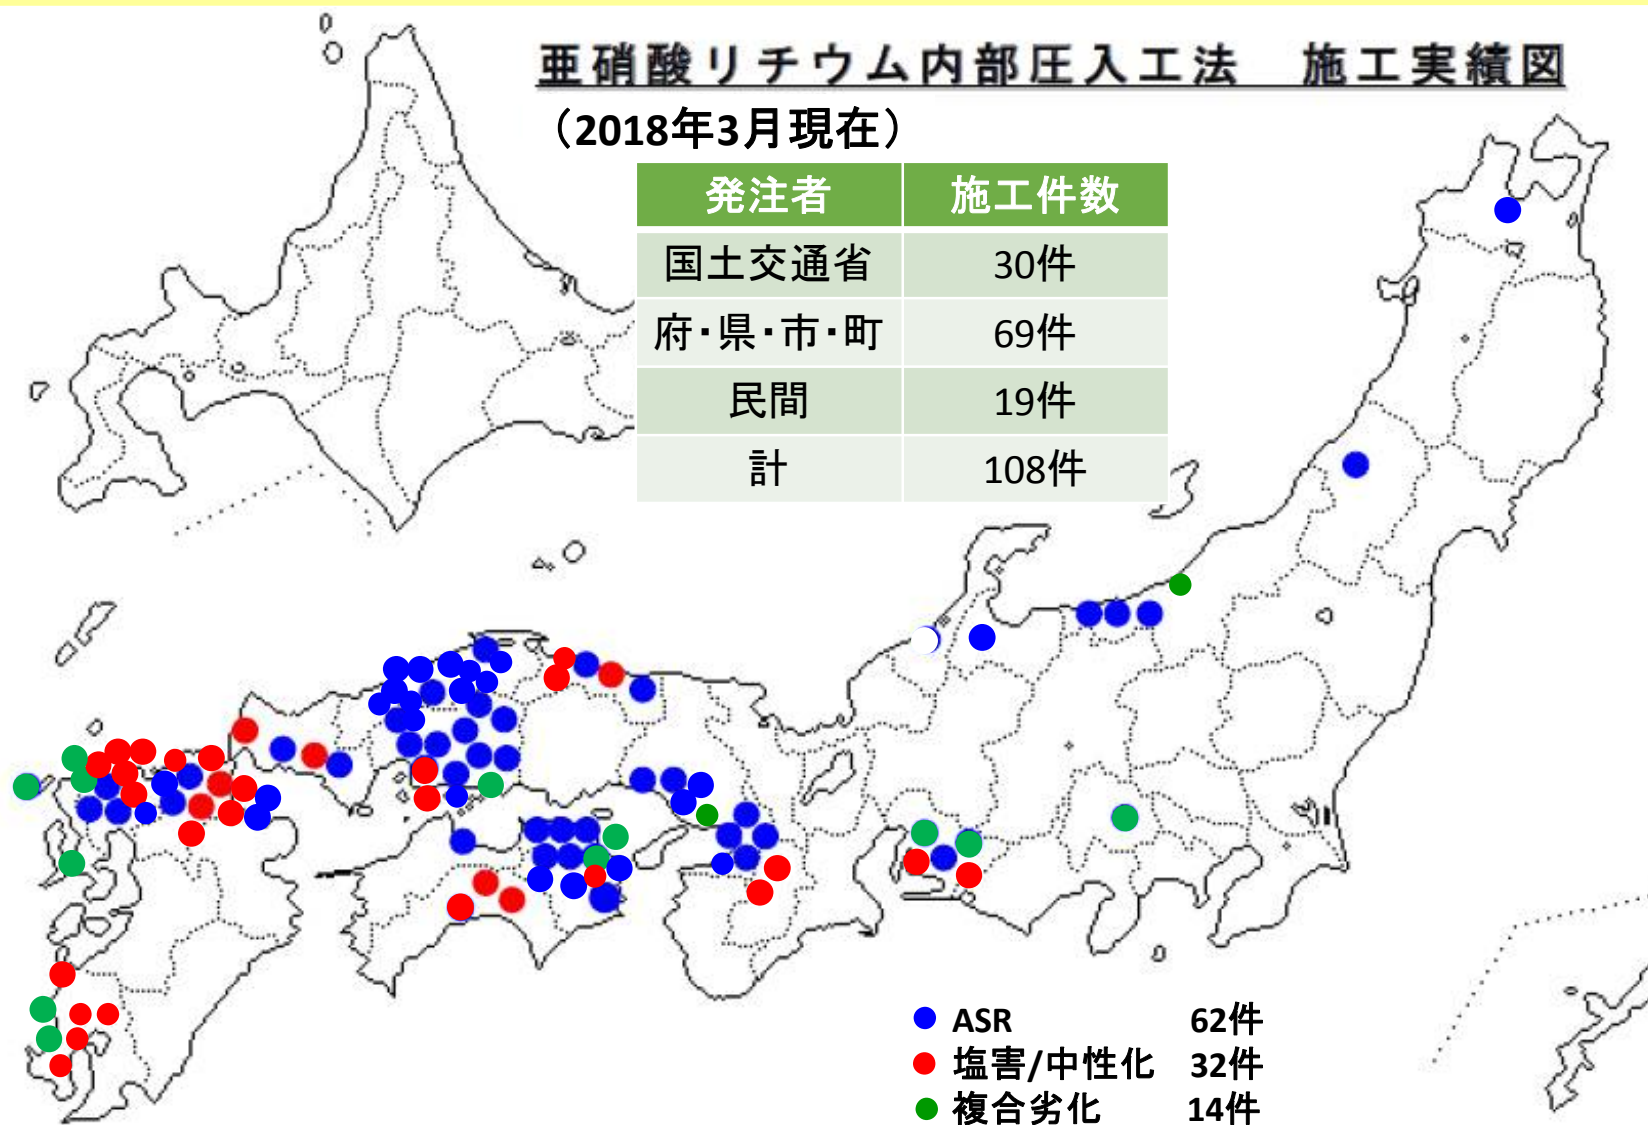 亜硝酸リチウム内部圧入工法　施工実績図
（2018年3月現在）
発注者 施工件数
国土交通省 30件
府・県・市・町 69件
民間 19件
計 108件
ASR 62件
塩害/中性化 32件
複合劣化 14件